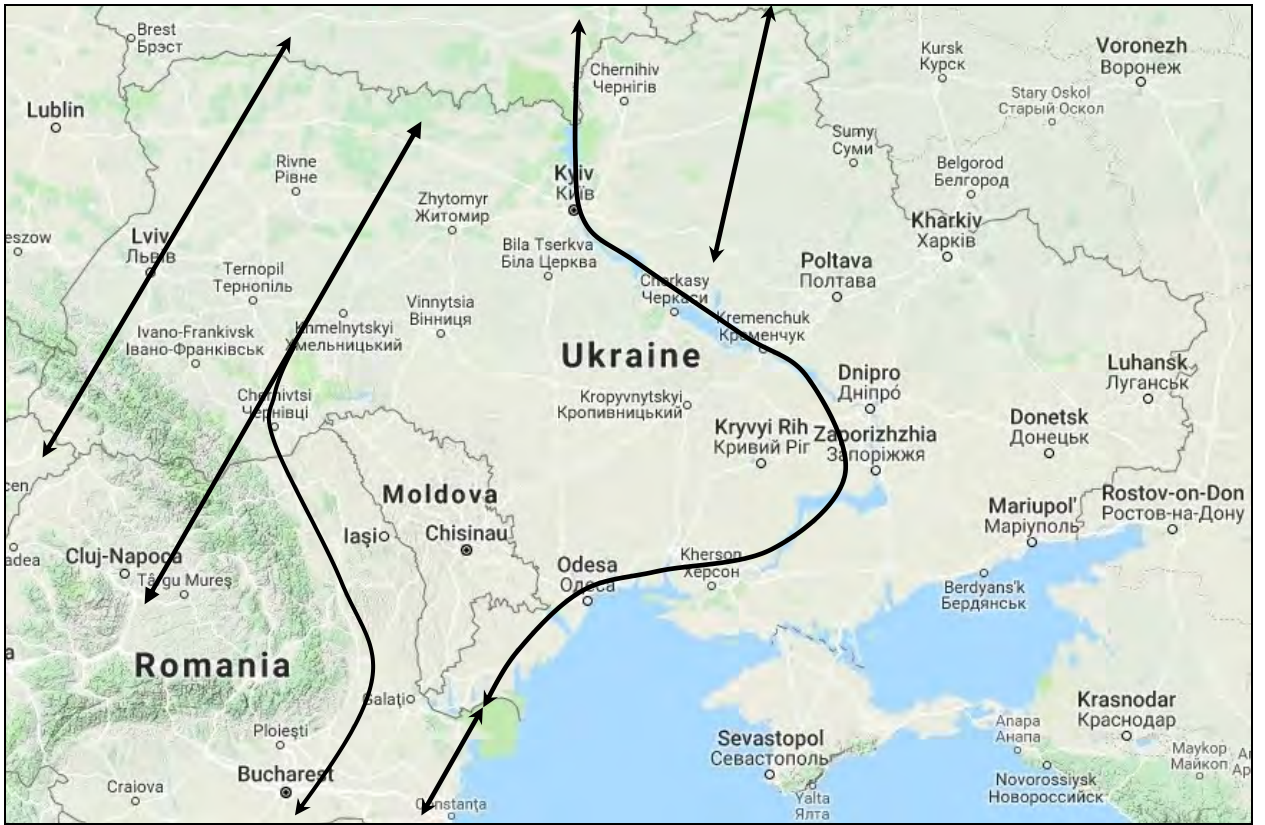 Brest
Брэст
Lublin
Chernihiv
Чернігів
Kursk
Курск
Voronezh
Воронеж
Stary Oskol
Старый Оскол
Sumy
Суми
Belgorod
Белгород
Rivne
Рівне
Kyiv
Київ
Zhytomyr
Житомир
Kharkiv
Харків
eszow
Lviv
Львів
Bila Tserkva
Біла Церква
Ternopil
Тернопіль
Cherkasy
Черкаси
Poltava
Полтава
Vinnytsia
Вінниця
Khmelnytskyi
Хмельницький
Ivano-Frankivsk
Івано-Франківськ
Kremenchuk
Кременчук
Ukraine
Dnipro
Дніпро́
Luhansk
Луганськ
Chernivtsi
Чернівці
Kropyvnytskyi
Кропивницький
Kryvyi Rih
Кривий Ріг
Zaporizhzhia
Запоріжжя
Donetsk
Донецьк
cen
Moldova
Mariupol'
Маріуполь
Rostov-on-Don
Ростов-на-Дону
Iaşi
Chisinau
adea
Cluj-Napoca
Târgu Mureş
Odesa
Одеса
Kherson
Херсон
Berdyans'k
Бердянськ
a
Romania
Galaţi
Krasnodar
Краснодар
Ploieşti
Sevastopol
Севастополь
Anapa
Анапа
Maykop
Майкоп
Ar
Ар
Bucharest
Craiova
Novorossiysk
Новороссийск
Yalta
Ялта
Constanţa